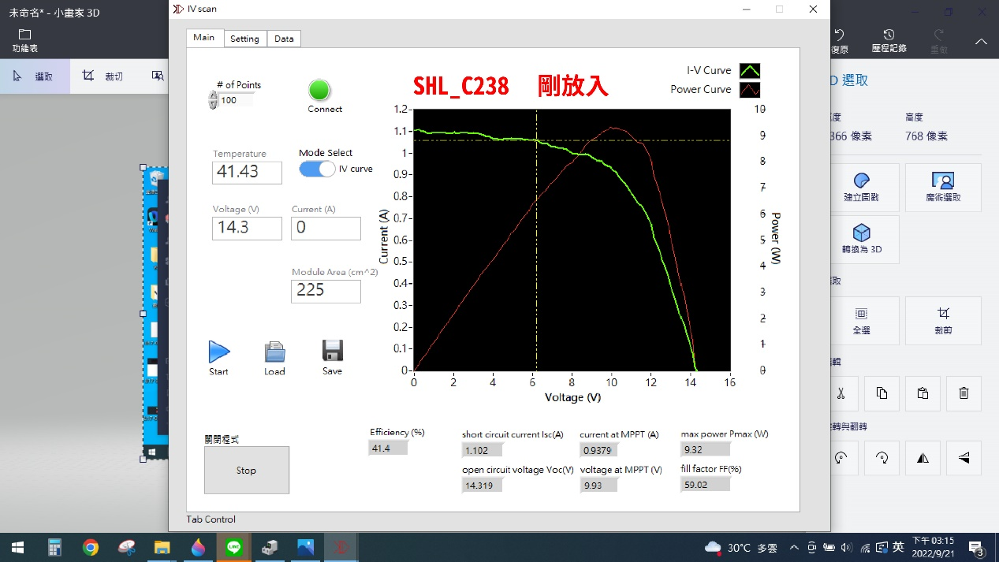 未命名* - 小畫家 3D
功能表
復原
歷程記錄
重做
選取
裁切
IV scan
Main
Setting
Data
# of Points
100
Connect
Temperature
41.43
Mode Select
IV curve
Voltage (V)
14.3
Current (A)
0
Module Area (cm^2)
225
Start
Load
Save
SHL_C238 剛放入
I-V Curve
Power Curve
1.2
1.1
1
0.9
0.8
0.7
0.6
0.5
0.4
0.3
0.2
0.1
0
Current (A)
10
9
8
7
6
5
4
3
2
1
0
Power (W)
0 2 4 6 8 10 12 14 16
Voltage (V)
關閉程式
Stop
Efficiency (%)
41.4
short circuit current Isc(A)
1.102
current at MPPT (A)
0.9379
max power Pmax (W)
9.32
open circuit voltage Voc(V)
14.319
voltage at MPPT (V)
9.93
fill factor FF(%)
59.02
Tab Control
D 選取
度
高度
366 像素
768 像素
建立圖戳
魔術選取
轉換為 3D
取
全選
裁剪
輯
轉與翻轉
30°C 多雲
英
下午 03:15
2022/9/21
3